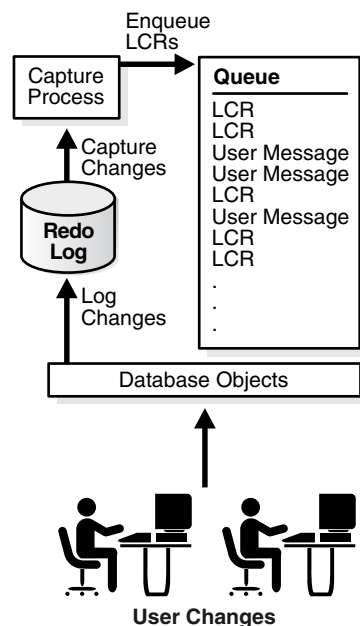 Enqueue
LCRs
Capture
Process
Queue
LCR
LCR
User Message
User Message
LCR
User Message
LCR
LCR
.
.
.
Capture
Changes
Redo
Log
Log
Changes
Database Objects
User Changes